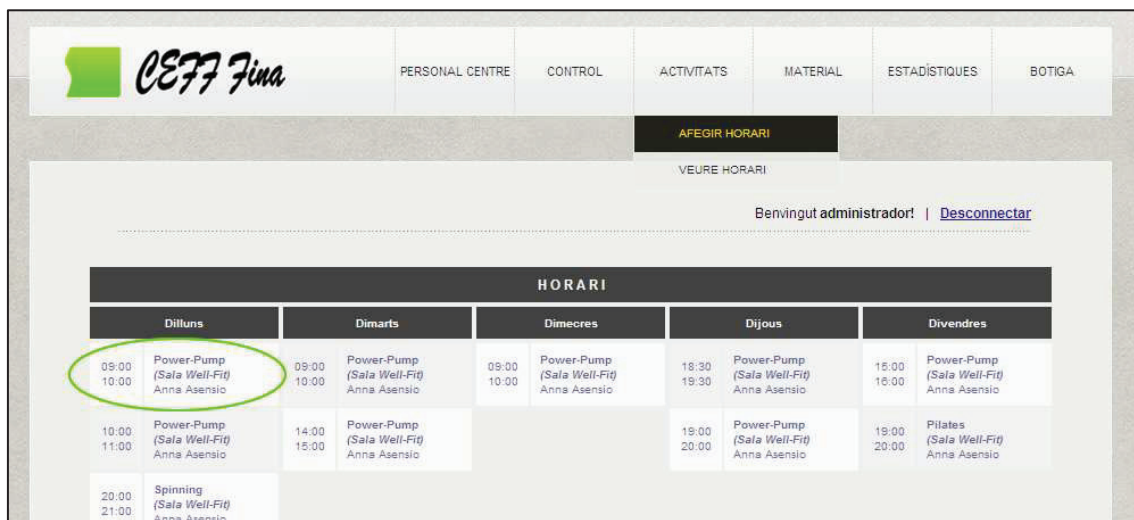 CEFF Fina
PERSONAL CENTRE CONTROL ACTIVITATS MATERIAL ESTADÍSTIQUES BOTIGA
AFEGIR HORARI
VEURE HORARI
Benvingut administrador! | Desconnectar
HORARI
Dilluns Dimarts Dimecres Dijous Divendres
09:00 Power-Pump 09:00 Power-Pump 09:00 Power-Pump 18:30 Power-Pump 15:00 Power-Pump
10:00 (Sala Well-Fit) 10:00 (Sala Well-Fit) 10:00 (Sala Well-Fit) 19:30 (Sala Well-Fit) 16:00 (Sala Well-Fit)
Anna Asensio Anna Asensio Anna Asensio Anna Asensio Anna Asensio
10:00 Power-Pump 14:00 Power-Pump 19:00 Power-Pump 19:00 Pilates
11:00 (Sala Well-Fit) 15:00 (Sala Well-Fit) 20:00 (Sala Well-Fit) 20:00 (Sala Well-Fit)
Anna Asensio Anna Asensio Anna Asensio Anna Asensio
20:00 Spinning
21:00 (Sala Well-Fit)
Anna Asensio